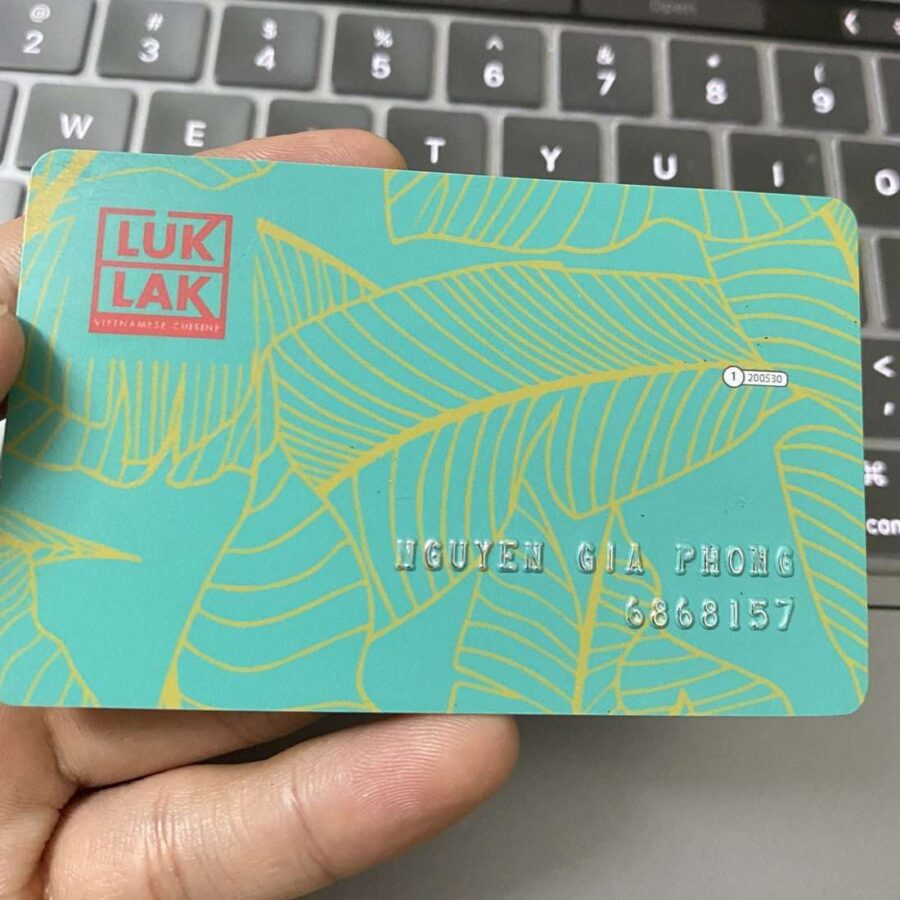 @
2
#
3
$
4
%
5
^
6
&
7
8
(
9
W
E
T
Y
U
I
O
LUK
LAK
VIETNAMESE CUISINE
1 200530
<
,
⌘
NGUYEN GIA PHONG
6868157